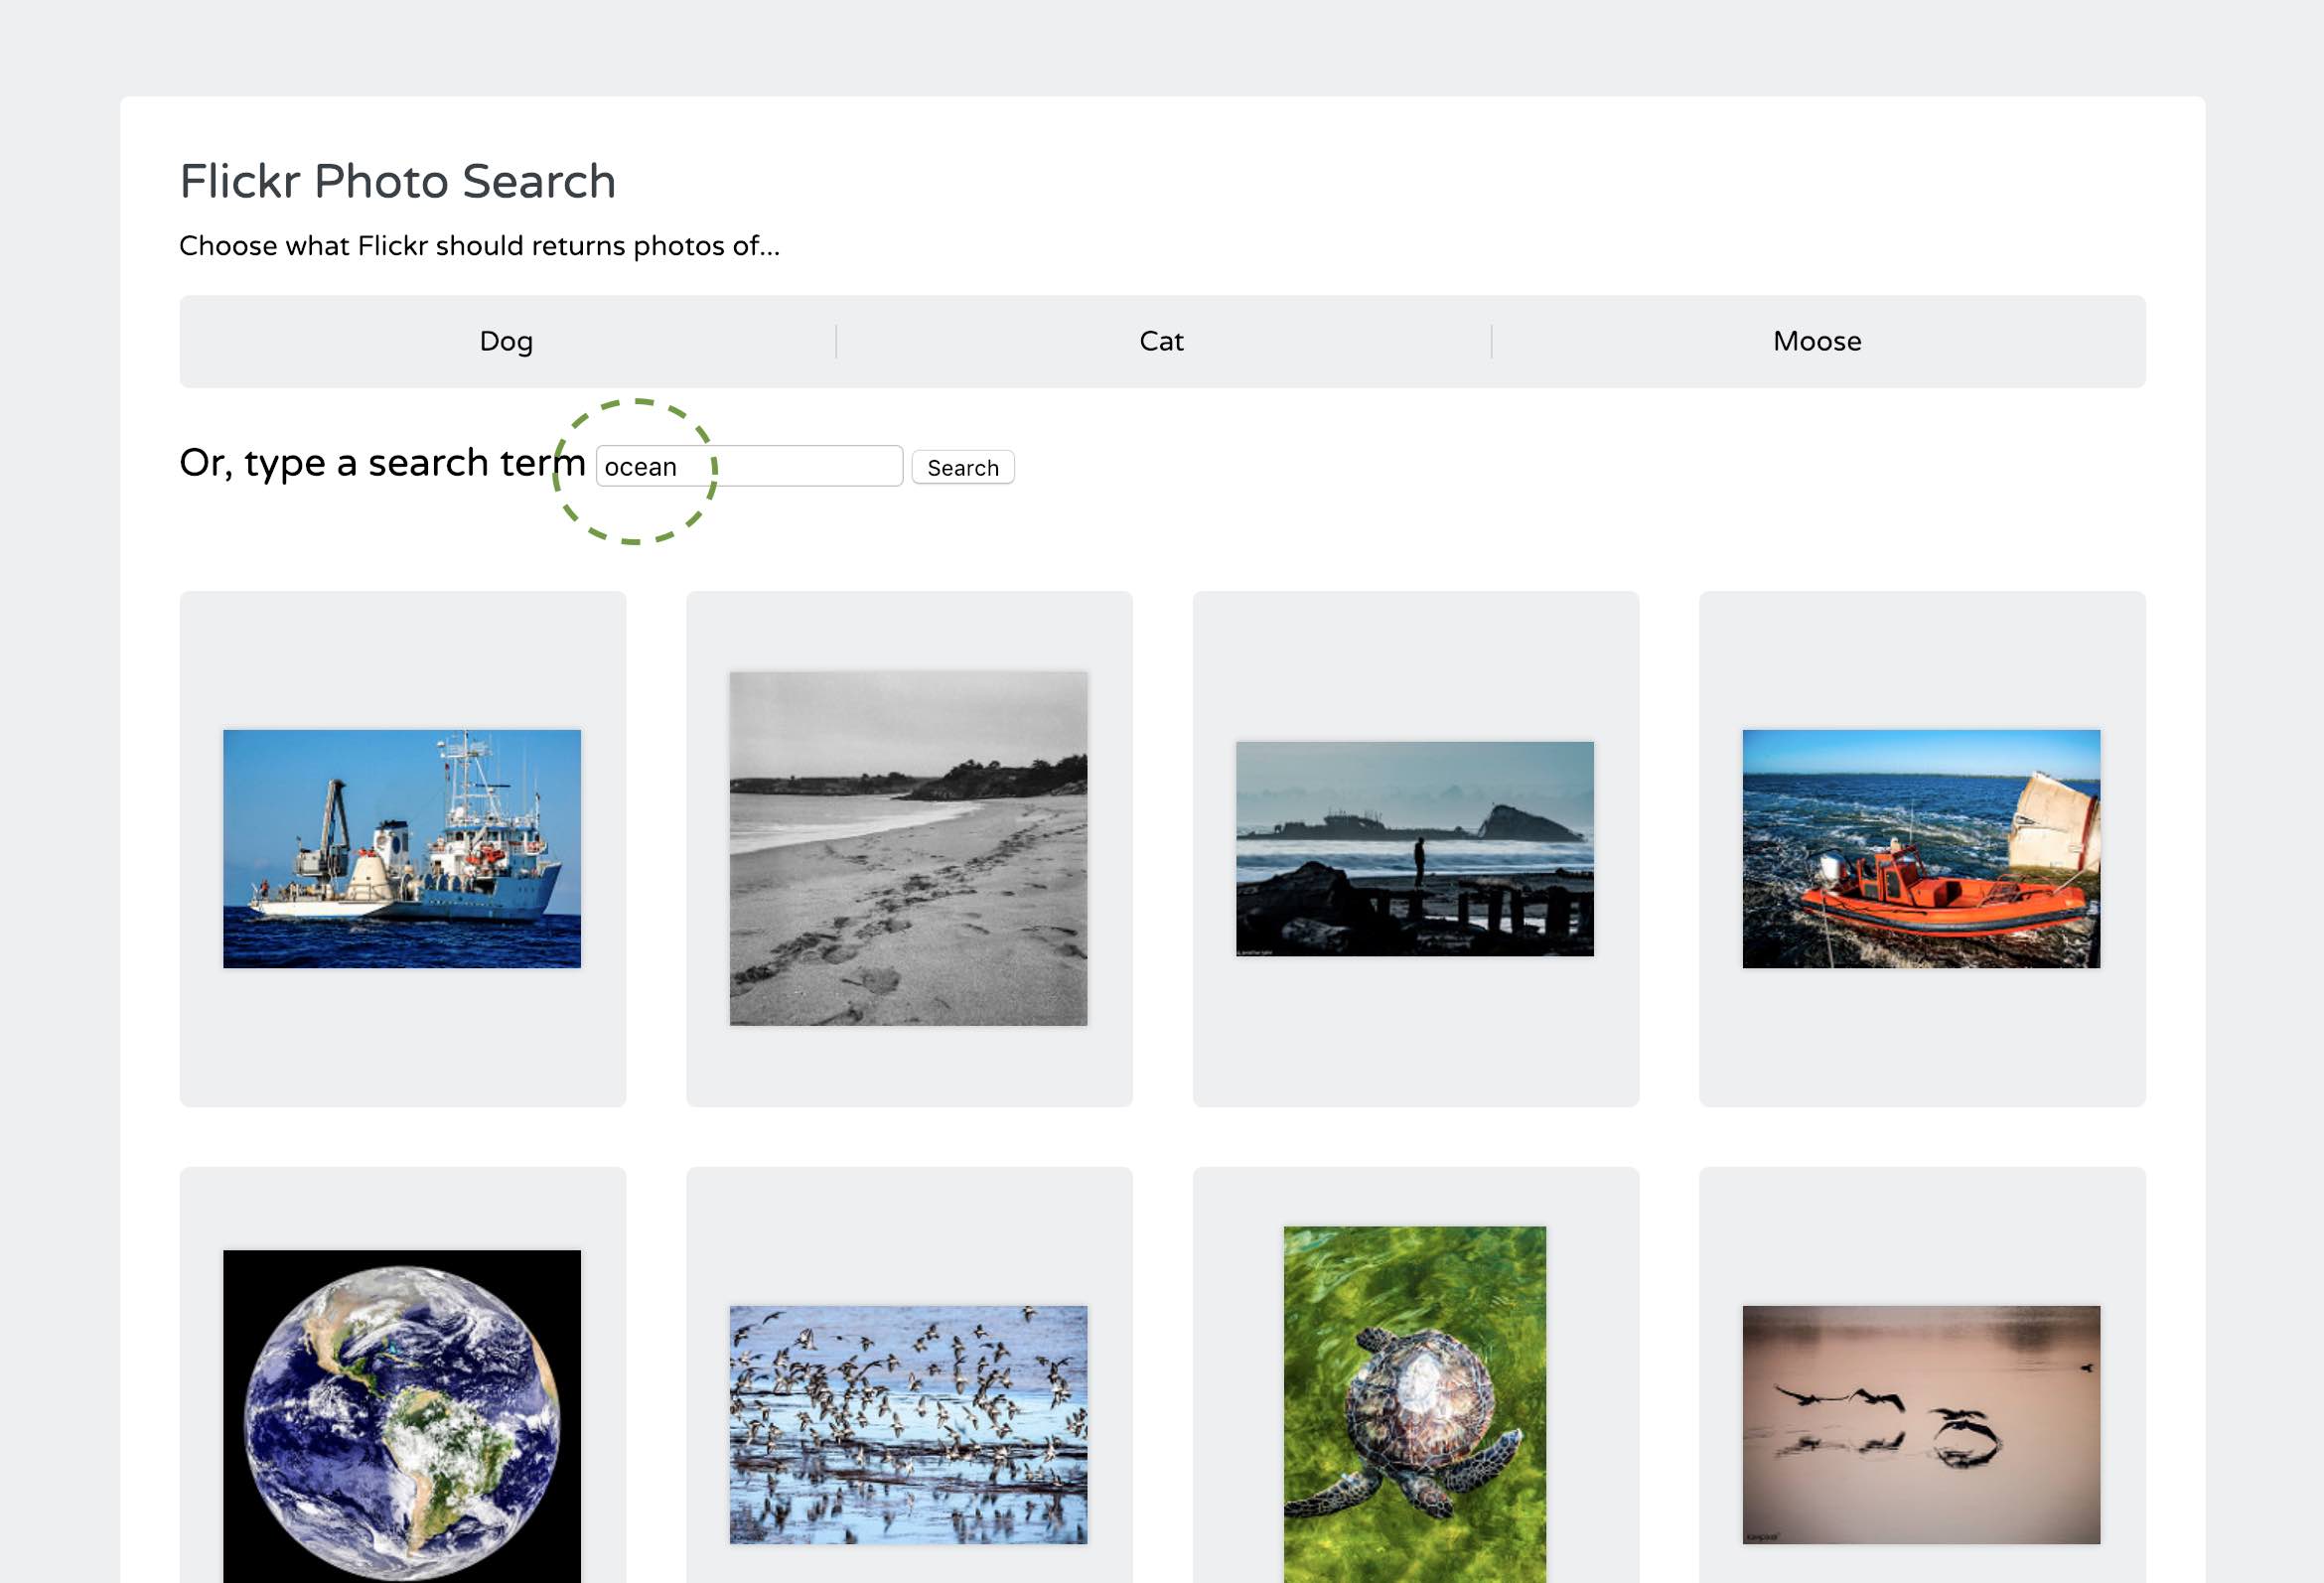 Flickr Photo Search
Choose what Flickr should returns photos of...
Dog Cat Moose
Or, type a search term ocean Search